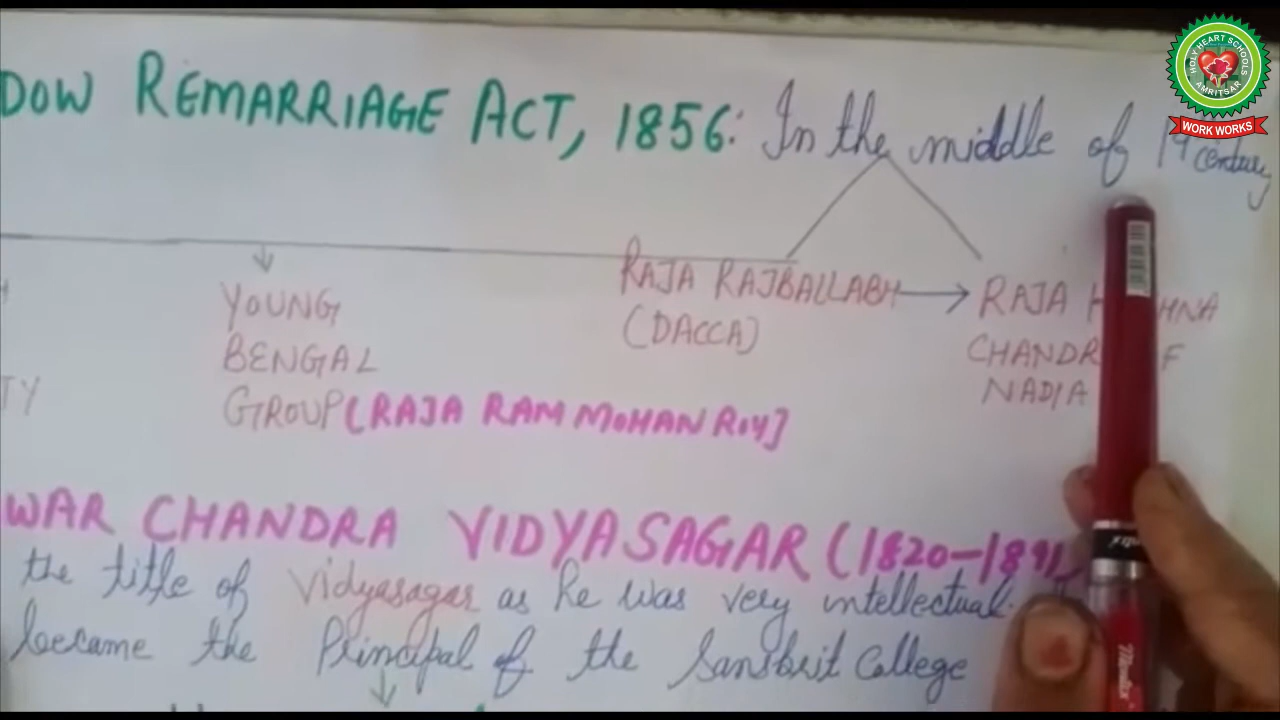 DOW REMARRIAGE ACT, 1856: In the middle of 19 century
YOUNG
BENGAL
GROUP (RAJA RAM MOHAN ROY]
RAJA RAJBALLABH
(DACCA)
RAJA
CHANDR
NADIA
TY
WAR CHANDRA VIDYASAGAR (1820-1891)
the title of Vidyasagar as he was very intellectual.
became the Principal of the Sanskrit College
HOLY HEART SCHOOLS
AMRITSAR
WORK WORKS